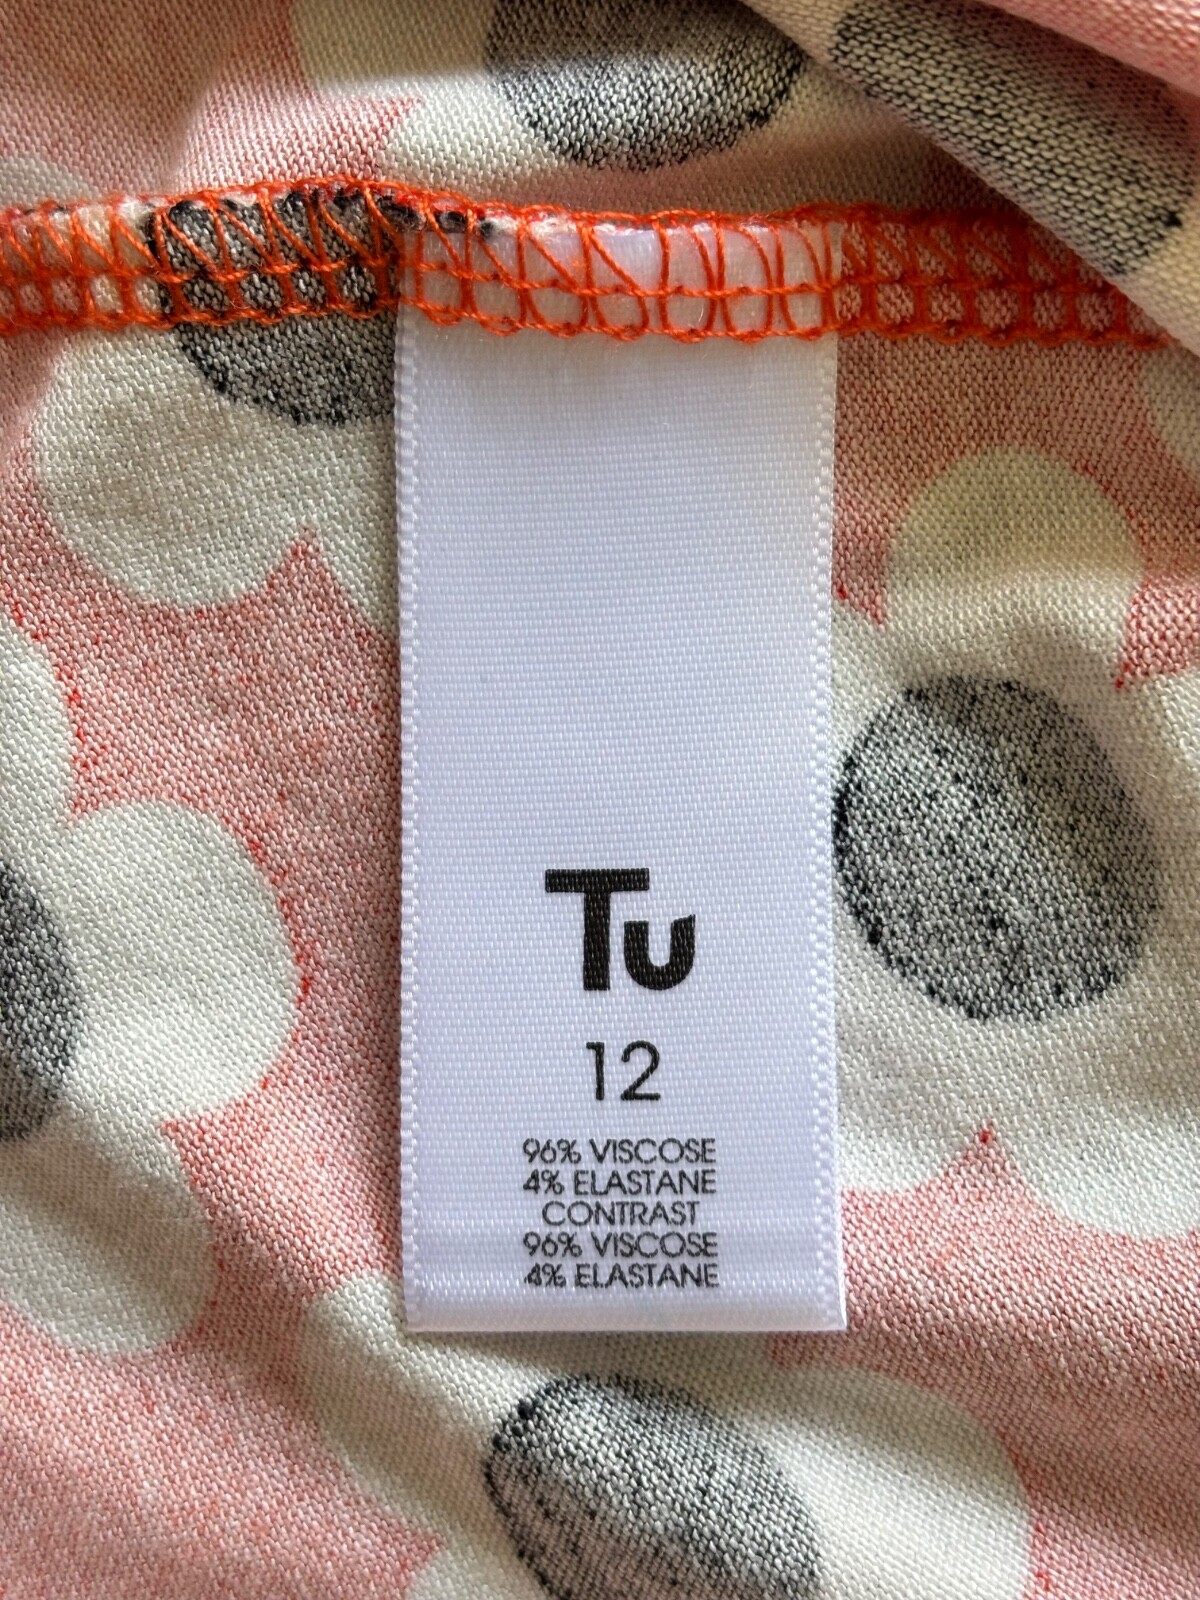 Tu
12
96% VISCOSE
4% ELASTANE
CONTRAST
96% VISCOSE
4% ELASTANE